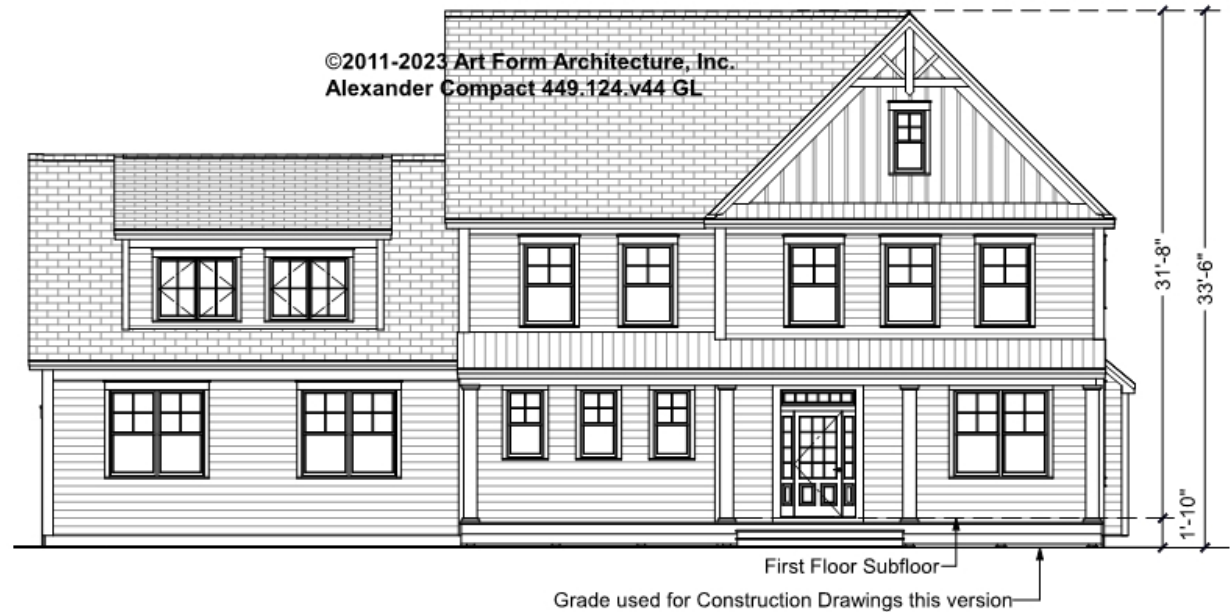 ©2011-2023 Art Form Architecture, Inc.
Alexander Compact 449.124.v44 GL
31'-8"
33'-6"
1'-10"
First Floor Subfloor
Grade used for Construction Drawings this version